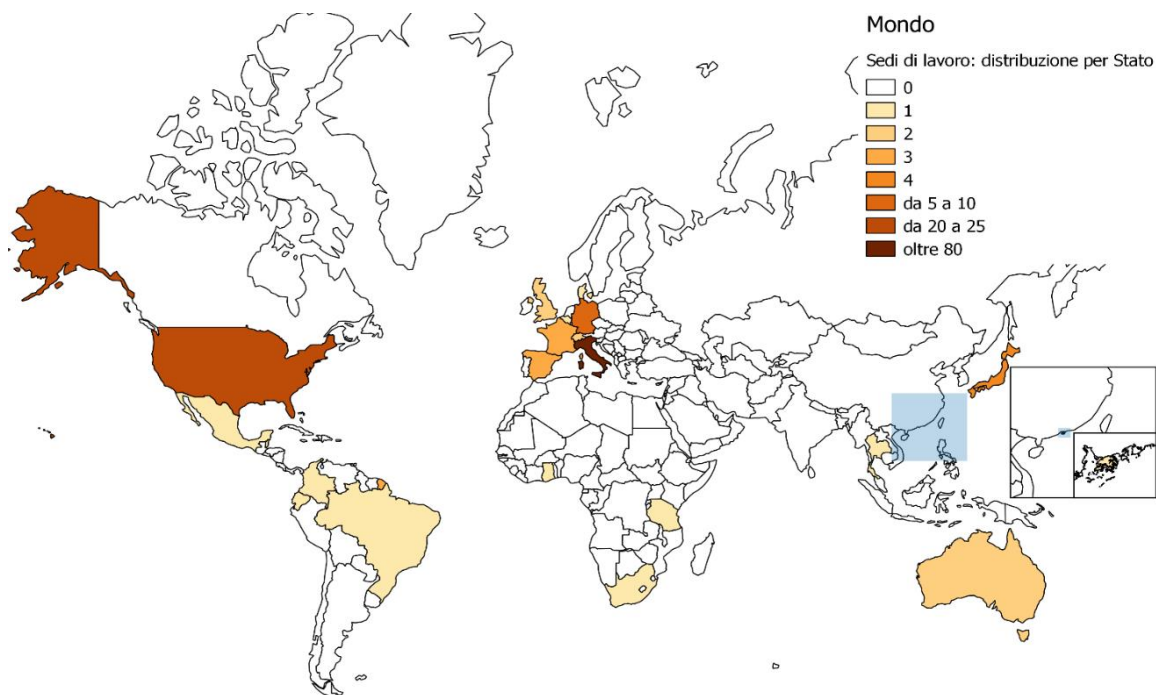 Mondo
Sedi di lavoro: distribuzione per Stato
0
1
2
3
4
da 5 a 10
da 20 a 25
oltre 80